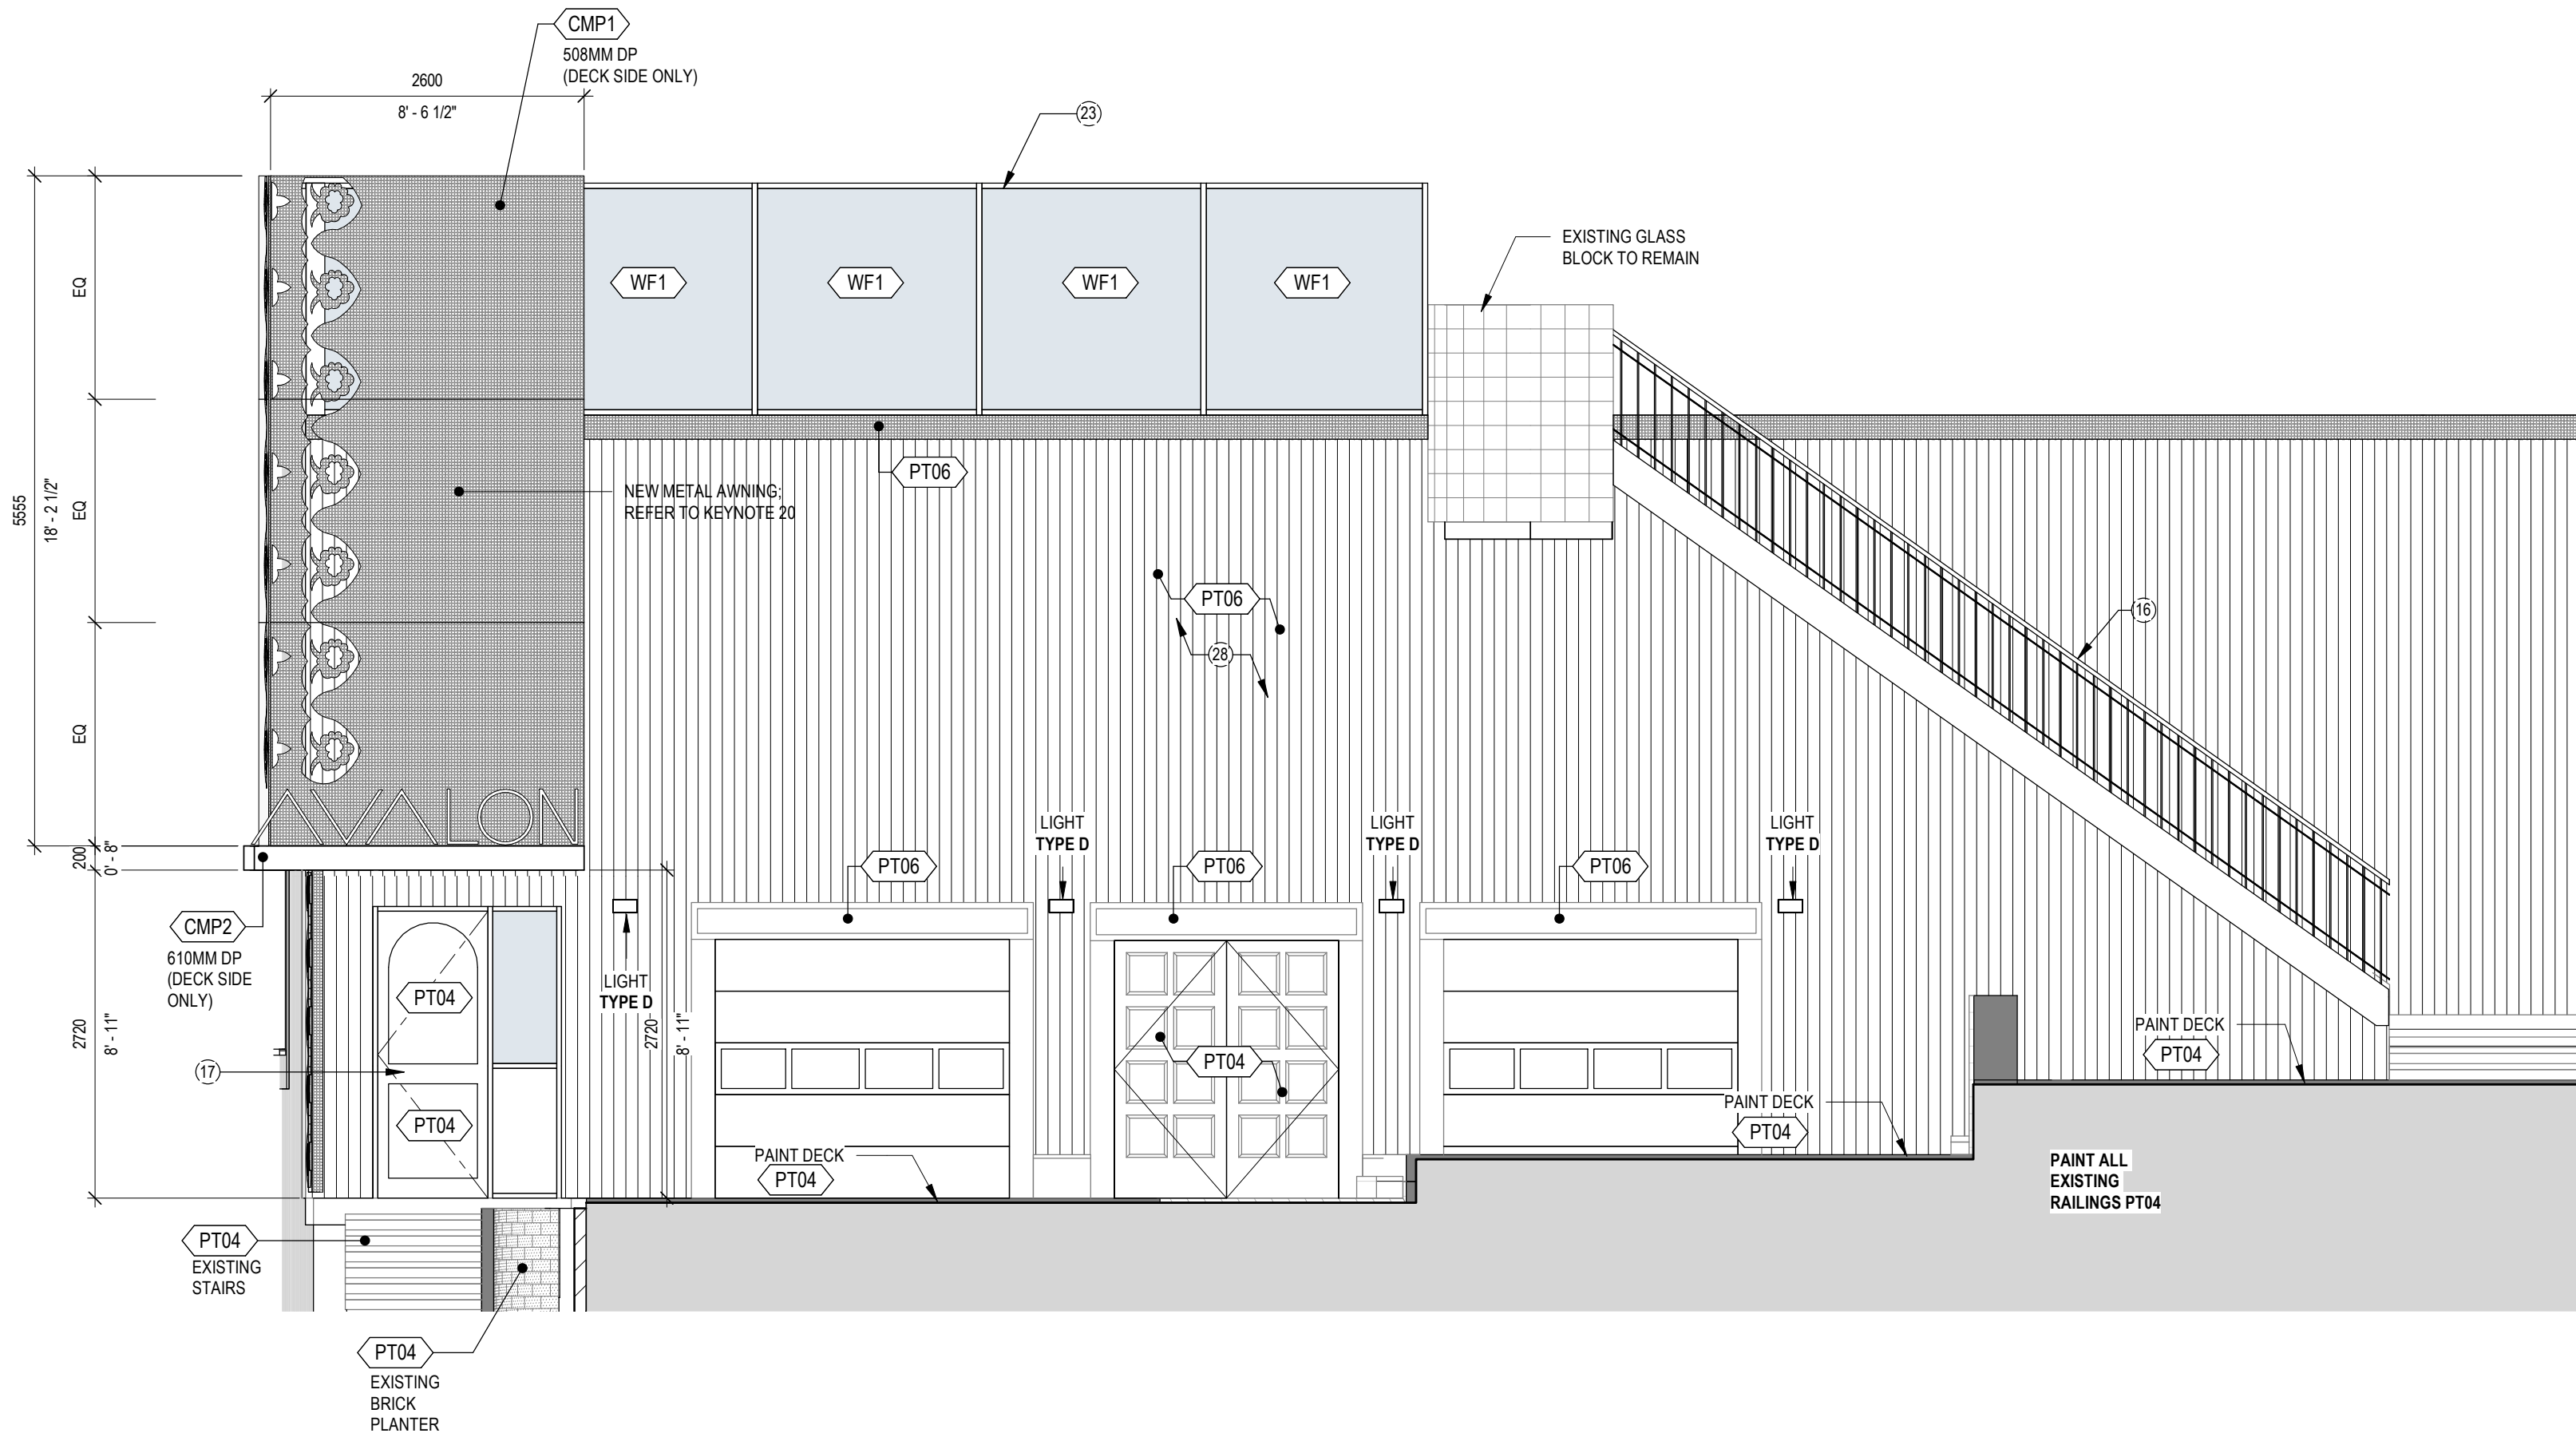 CMP1
508MM DP
(DECK SIDE ONLY)
2600
8' - 6 1/2"
23
EXISTING GLASS
BLOCK TO REMAIN
WF1
WF1
WF1
WF1
EQ
EQ
EQ
5555
18' - 2 1/2"
PT06
NEW METAL AWNING;
REFER TO KEYNOTE 20
PT06
28
16
AVALON
200
0' - 8"
LIGHT
TYPE D
LIGHT
TYPE D
LIGHT
TYPE D
PT06
PT06
PT06
CMP2
610MM DP
(DECK SIDE
ONLY)
PT04
LIGHT
TYPE D
2720
8' - 11"
2720
8' - 11"
17
PT04
PT04
PAINT DECK
PT04
PAINT DECK
PT04
PAINT DECK
PT04
PAINT ALL
EXISTING
RAILINGS PT04
PT04
EXISTING
STAIRS
PT04
EXISTING
BRICK
PLANTER